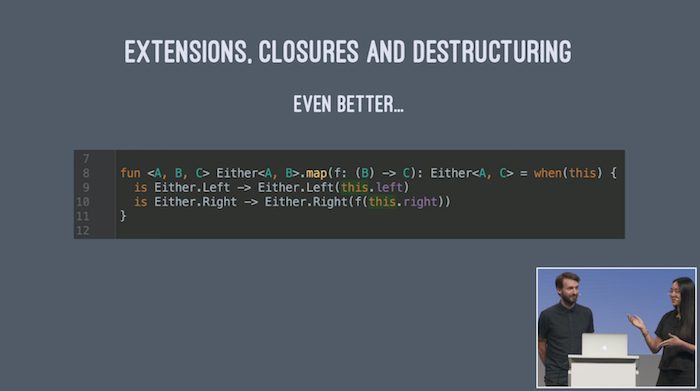 EXTENSIONS, CLOSURES AND DESTRUCTURING
EVEN BETTER...
7
8 fun <A, B, C> Either<A, B>.map(f: (B) -> C): Either<A, C> = when(this) {
9 is Either.Left -> Either.Left(this.left)
10 is Either.Right -> Either.Right(f(this.right))
11 }
12